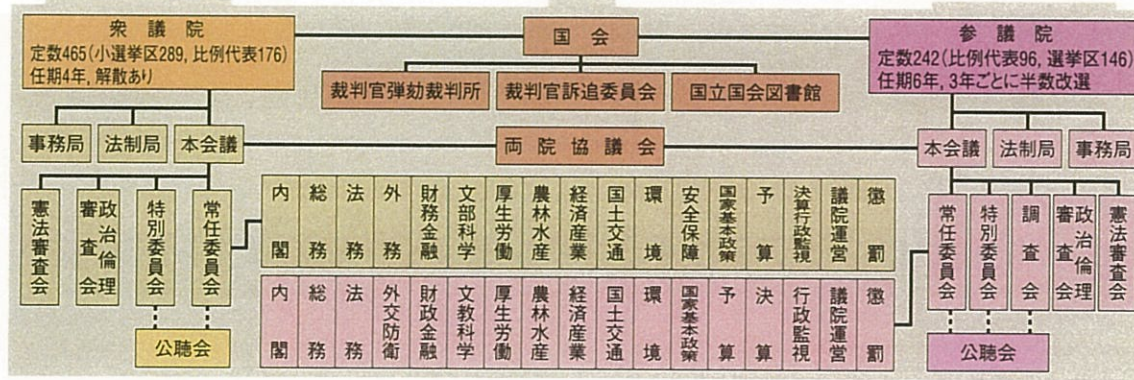 衆議院
定数465(小選挙区289, 比例代表176)
任期4年, 解散あり
国会
参議院
定数242(比例代表96, 選挙区146)
任期6年, 3年ごとに半数改選
裁判官弾劾裁判所
裁判官訴追委員会
国立国会図書館
事務局
法制局
本会議
両院協議会
本会議
法制局
事務局
憲法審査会
政治倫理
審査会
特別委員会
常任委員会
内閣
総務
法務
外務
財務金融
文部科学
厚生労働
農林水産
経済産業
国土交通
環境
安全保障
国家基本政策
予算
決算行政監視
議院運営
懲罰
内閣
総務
法務
外交防衛
財政金融
文教科学
厚生労働
農林水産
経済産業
国土交通
環境
国家基本政策
予算
決算
行政監視
議院運営
懲罰
常任委員会
特別委員会
調査会
政治倫理
審査会
憲法審査会
公聴会
公聴会